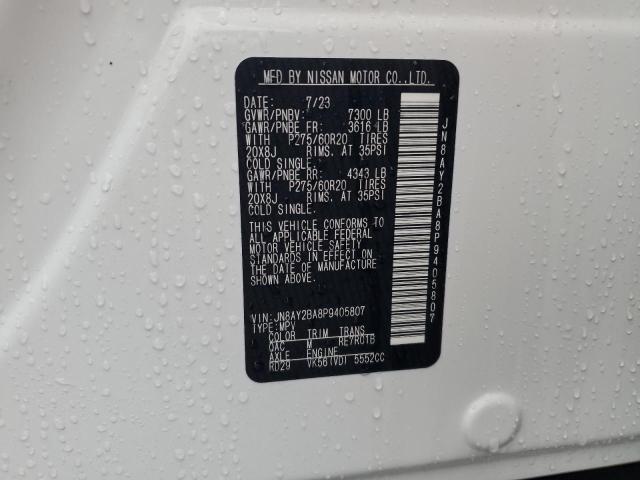 MFD BY NISSAN MOTOR CO.,LTD.
DATE: 7/23
GVWR/PNBV: 7300 LB
GAWR/PNBE FR: 3616 LB
WITH P275/60R20 TIRES
20X8J RIMS. AT 35PSI
COLD SINGLE.
GAWR/PNBE RR: 4343 LB
WITH P275/60R20 TIRES
20X8J RIMS. AT 35PSI
COLD SINGLE.
THIS VEHICLE CONFORMS TO
ALL APPLICABLE FEDERAL
MOTOR VEHICLE SAFETY
STANDARDS IN EFFECT ON
THE DATE OF MANUFACTURE
SHOWN ABOVE.
VIN: JN8AY2BA8P9405807
TYPE: MPV
COLOR TRIM TRANS
QAC M RE7R01B
AXLE ENGINE
RD29 VK56(VD) 5552CC
JN8AY2BA8P9405807